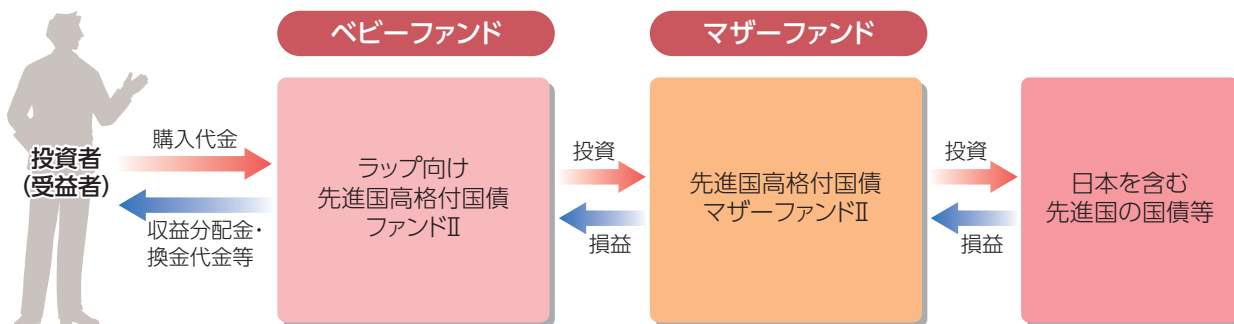 ベビーファンド
マザーファンド
投資者
(受益者)
購入代金
収益分配金・
換金代金等
ラップ向け
先進国高格付国債
ファンドⅡ
投資
損益
先進国高格付国債
マザーファンドⅡ
投資
損益
日本を含む
先進国の国債等